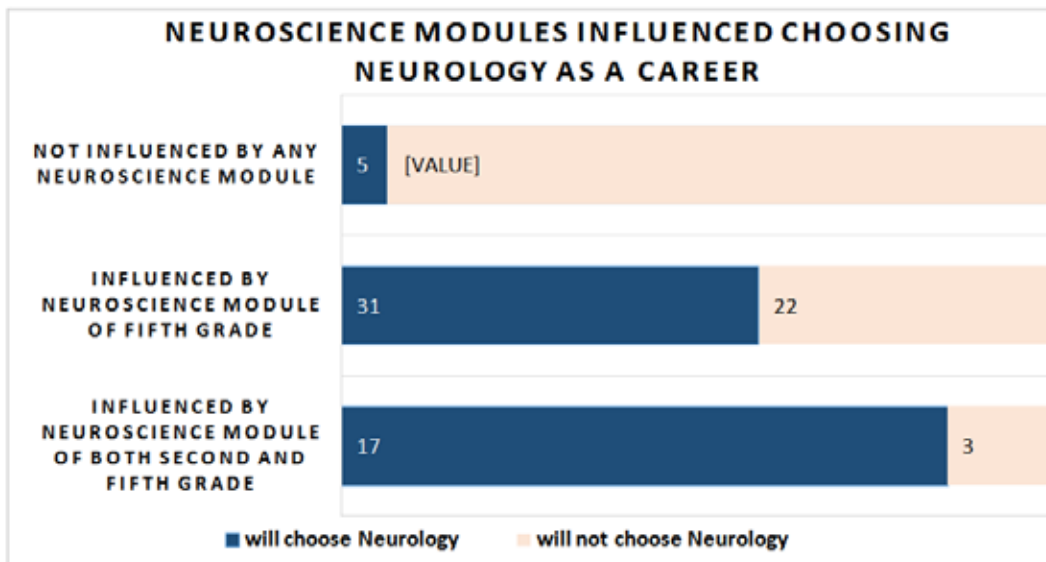 NEUROSCIENCE MODULES INFLUENCED CHOOSING
NEUROLOGY AS A CAREER
NOT INFLUENCED BY ANY
NEUROSCIENCE MODULE
5
[VALUE]
INFLUENCED BY
NEUROSCIENCE MODULE
OF FIFTH GRADE
31
22
INFLUENCED BY
NEUROSCIENCE MODULE
OF BOTH SECOND AND
FIFTH GRADE
17
3
will choose Neurology
will not choose Neurology